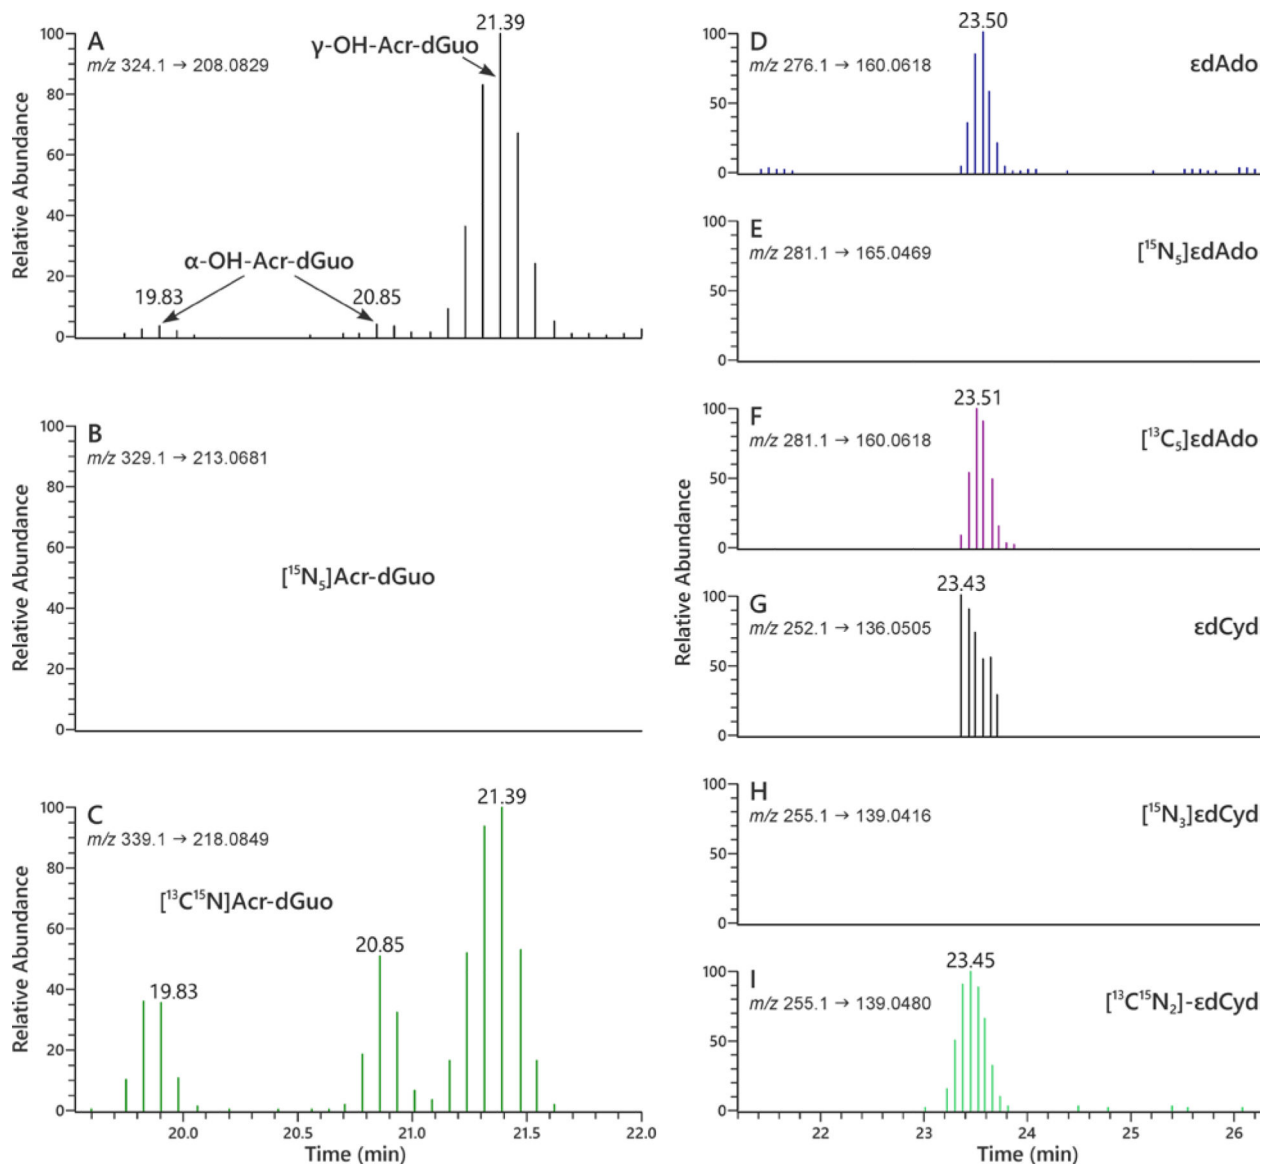 A
m/z 324.1 → 208.0829
γ-OH-Acr-dGuo
21.39
α-OH-Acr-dGuo
19.83
20.85
100
80
60
40
20
0
Relative Abundance
B
m/z 329.1 → 213.0681
[¹⁵N₅]Acr-dGuo
100
80
60
40
20
0
Relative Abundance
C
m/z 339.1 → 218.0849
[¹³C¹⁵N]Acr-dGuo
19.83
20.85
21.39
100
80
60
40
20
0
Relative Abundance
20.0
20.5
21.0
21.5
22.0
Time (min)
D
m/z 276.1 → 160.0618
23.50
εdAdo
100
50
0
E
m/z 281.1 → 165.0469
[¹⁵N₅]εdAdo
100
50
0
F
m/z 281.1 → 160.0618
23.51
[¹³C₅]εdAdo
100
50
0
Relative Abundance
G
m/z 252.1 → 136.0505
23.43
εdCyd
100
50
0
H
m/z 255.1 → 139.0416
[¹⁵N₃]εdCyd
100
50
0
I
m/z 255.1 → 139.0480
23.45
[¹³C¹⁵N₂]-εdCyd
100
50
0
22
23
24
25
26
Time (min)